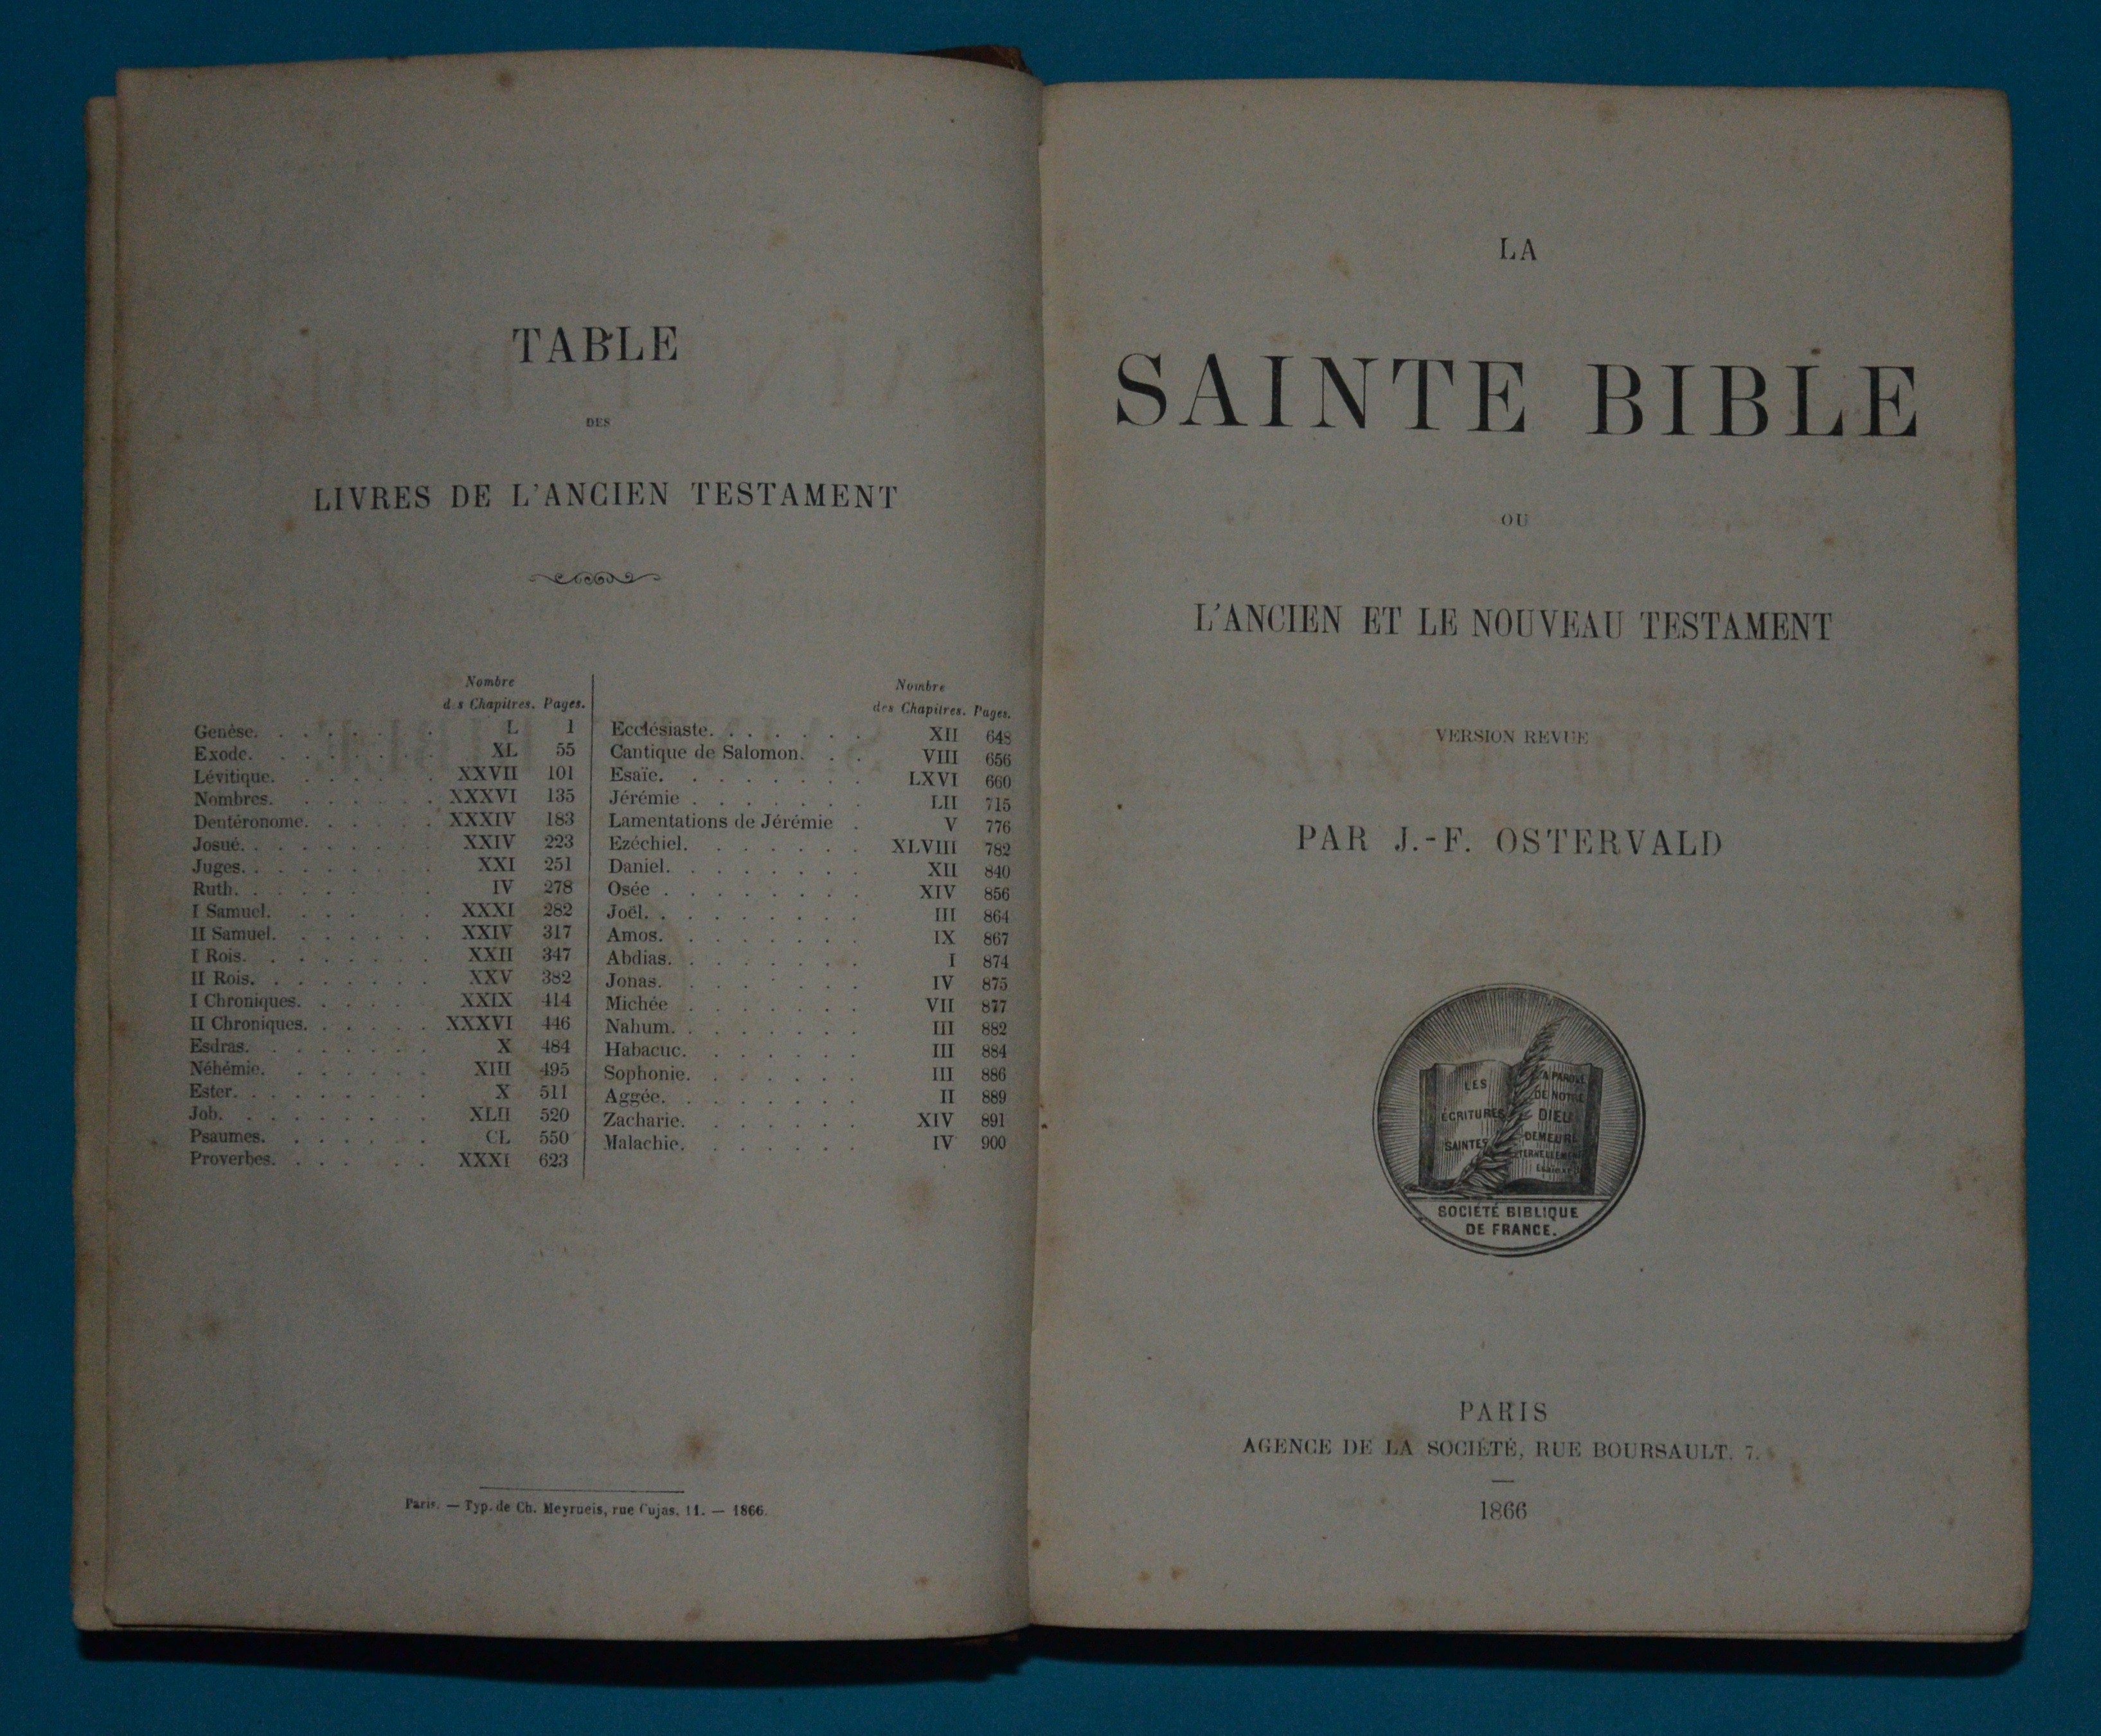 TABLE
DES
LIVRES DE L'ANCIEN TESTAMENT
Nombre
des Chapitres. Pages.
Genèse. L 1
Exode. XL 55
Lévitique. XXVII 101
Nombres. XXXVI 135
Deutéronome. XXXIV 183
Josué. XXIV 223
Juges. XXI 251
Ruth. IV 278
I Samuel. XXXI 282
II Samuel. XXIV 317
I Rois. XXII 347
II Rois. XXV 382
I Chroniques. XXIX 414
II Chroniques. XXXVI 446
Esdras. X 484
Néhémie. XIII 495
Ester. X 511
Job. XLII 520
Psaumes. CL 550
Proverbes. XXXI 623
Nombre
des Chapitres. Pages.
Ecclésiaste. XII 648
Cantique de Salomon. VIII 656
Esaïe. LXVI 660
Jérémie LII 715
Lamentations de Jérémie V 776
Ezéchiel. XLVIII 782
Daniel. XII 840
Osée XIV 856
Joël. III 864
Amos. IX 867
Abdias. I 874
Jonas. IV 875
Michée VII 877
Nahum. III 882
Habacuc. III 884
Sophonie. III 886
Aggée. II 889
Zacharie. XIV 891
Malachie. IV 900
Paris. — Typ. de Ch. Meyrueis, rue Cujas, 11. — 1866.
LA
SAINTE BIBLE
OU
L'ANCIEN ET LE NOUVEAU TESTAMENT
VERSION REVUE
PAR J.-F. OSTERVALD
LES
ÉCRITURES
SAINTES
LA PAROLE
DE NOTRE
DIEU
DEMEURE
ETERNELLEMENT
SOCIÉTÉ BIBLIQUE
DE FRANCE.
PARIS
AGENCE DE LA SOCIÉTÉ, RUE BOURSAULT, 7.
1866